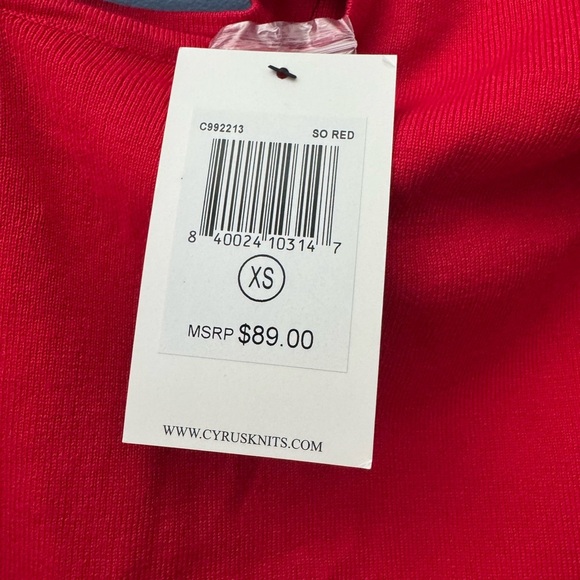 C992213 SO RED
8 40024 10314 7
XS
MSRP $89.00
WWW.CYRUSKNITS.COM